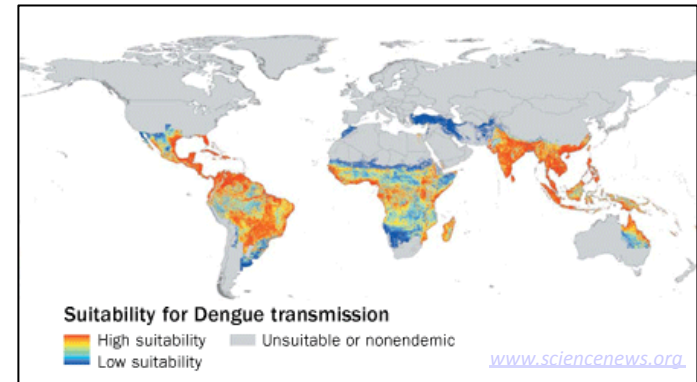 Suitability for Dengue transmission
High suitability
Unsuitable or nonendemic
Low suitability
www.sciencenews.org